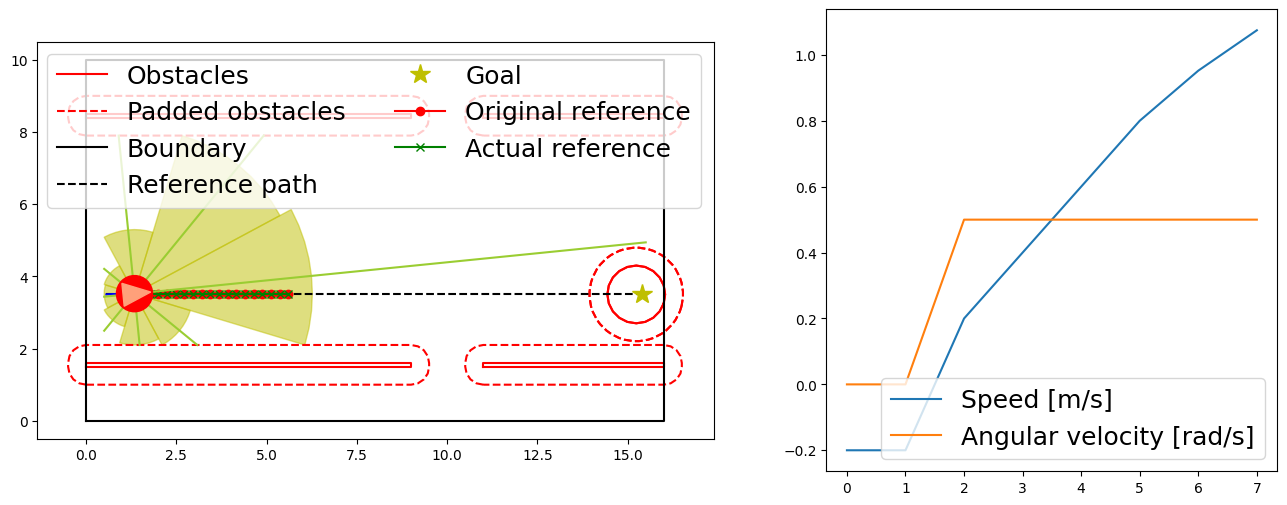 Obstacles
Padded obstacles
Boundary
Reference path
Goal
Original reference
Actual reference
10
8
6
4
2
0
0.0 2.5 5.0 7.5 10.0 12.5 15.0
1.0
0.8
0.6
0.4
0.2
0.0
−0.2
Speed [m/s]
Angular velocity [rad/s]
0 1 2 3 4 5 6 7